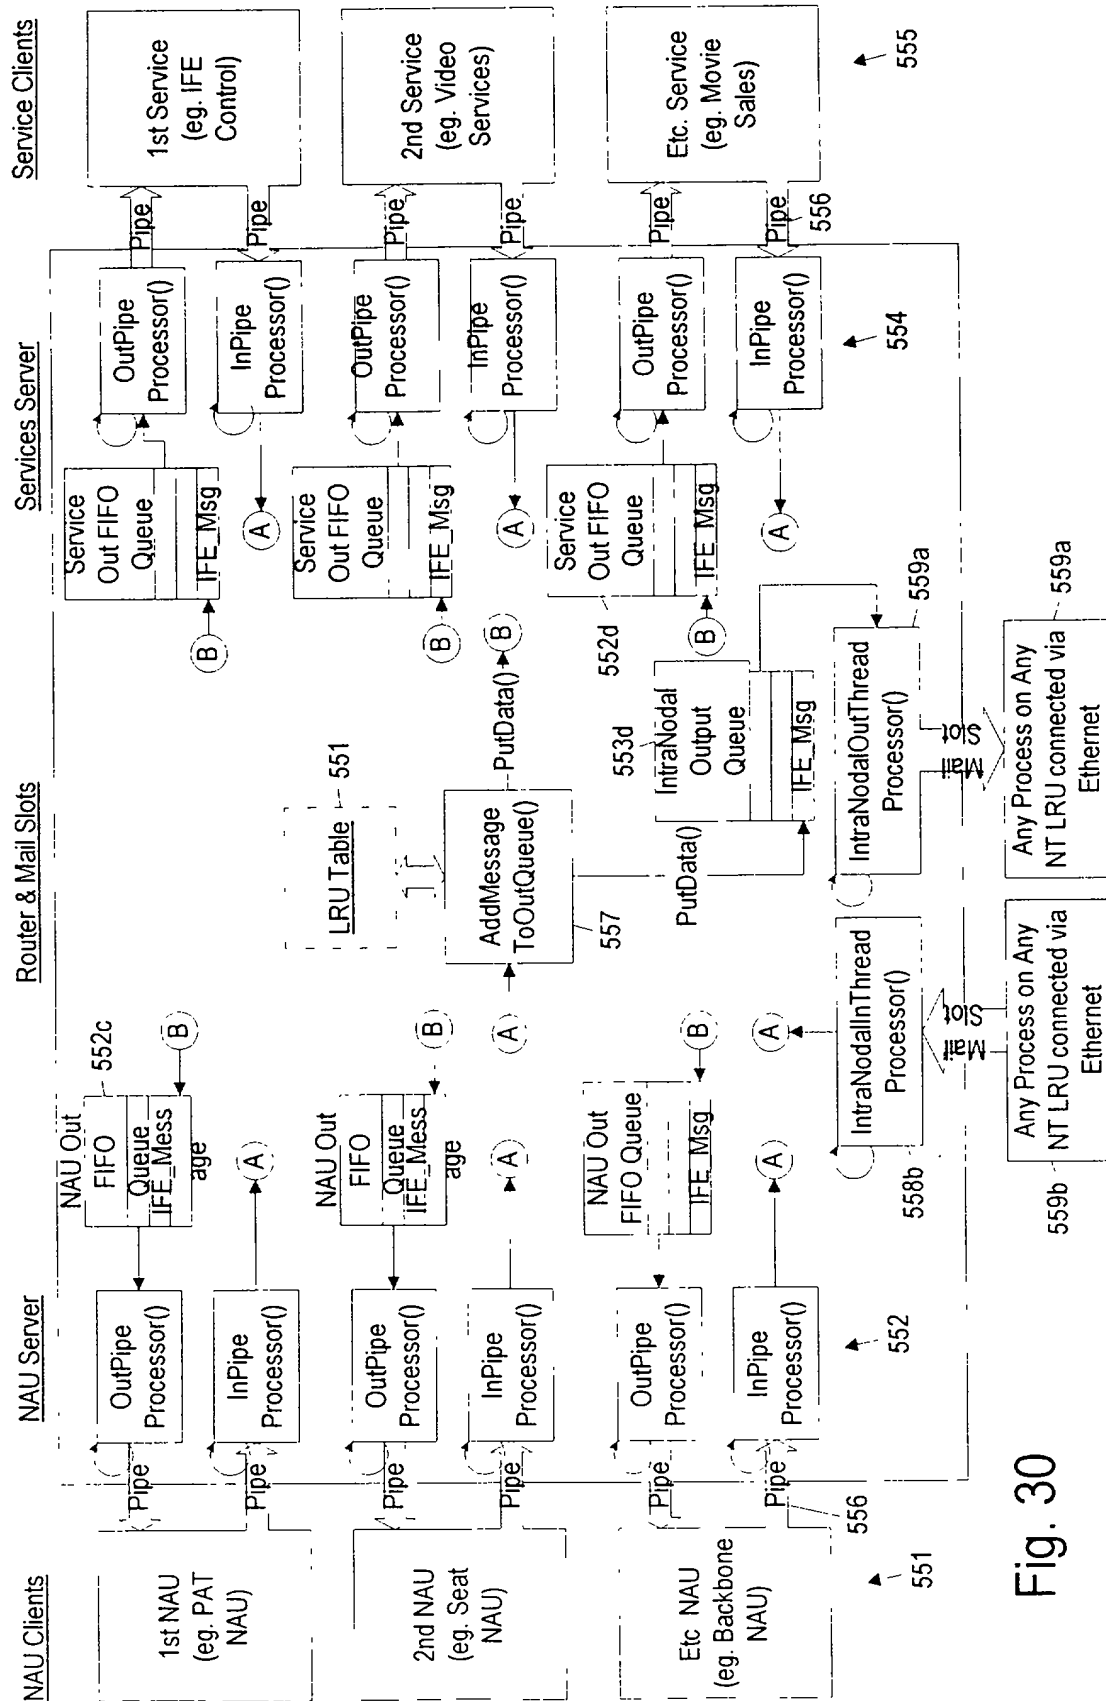 NAU Clients
NAU Server
Router & Mail Slots
Services Server
Service Clients
1st NAU
(eg. PAT
NAU)
Pipe
Pipe
OutPipe
Processor()
InPipe
Processor()
NAU Out
FIFO
Queue
IFE_Mess
age
552c
B
A
2nd NAU
(eg. Seat
NAU)
Pipe
Pipe
OutPipe
Processor()
InPipe
Processor()
NAU Out
FIFO
Queue
IFE_Mess
age
B
A
A
Etc NAU
(eg. Backbone
NAU)
551
Pipe
Pipe
556
OutPipe
Processor()
InPipe
Processor()
552
NAU Out
FIFO Queue
IFE_Msg
B
A
A
LRU Table
551
AddMessage
ToOutQueue()
557
PutData()
B
PutData()
IntraNodal
Output
Queue
IFE_Msg
553d
IntraNodalInThread
Processor()
558b
IntraNodalOutThread
Processor()
559a
Mail
Slot
Mail
Slot
Any Process on Any
NT LRU connected via
Ethernet
559b
Any Process on Any
NT LRU connected via
Ethernet
559a
Service
Out FIFO
Queue
IFE_Msg
B
A
OutPipe
Processor()
InPipe
Processor()
Pipe
Pipe
1st Service
(eg. IFE
Control)
Service
Out FIFO
Queue
IFE_Msg
B
A
OutPipe
Processor()
InPipe
Processor()
Pipe
Pipe
2nd Service
(eg. Video
Services)
Service
Out FIFO
Queue
IFE_Msg
552d
B
A
OutPipe
Processor()
InPipe
Processor()
554
Pipe
Pipe
556
Etc. Service
(eg. Movie
Sales)
555
Fig. 30